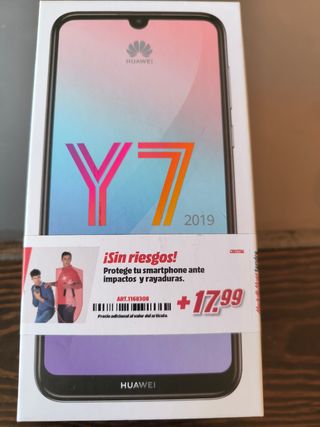 HUAWEI
Y7
2019
¡Sin riesgos!
Protege tu smartphone ante
impactos y rayaduras.
ART.1160308
Precio adicional al valor del artículo.
+17.99
HUAWEI